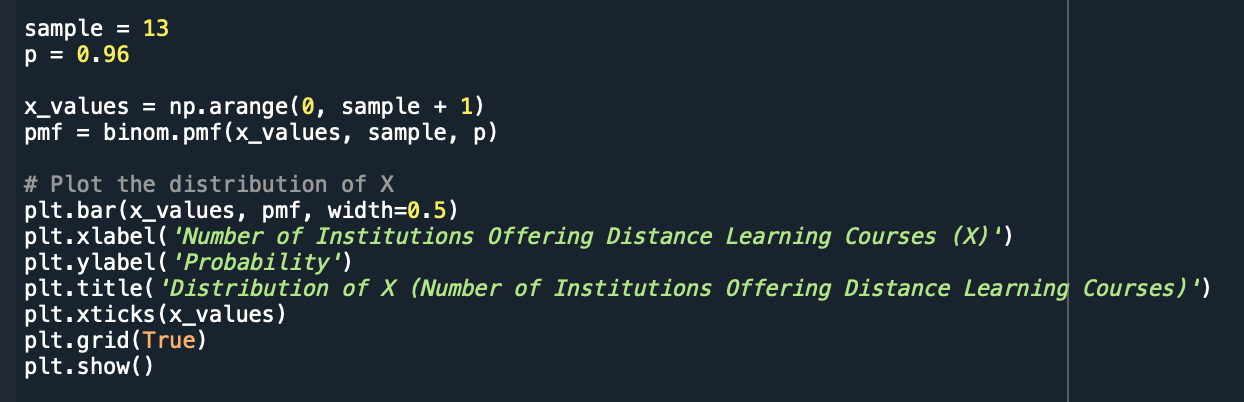 sample = 13
p = 0.96
x_values = np.arange(0, sample + 1)
pmf = binom.pmf(x_values, sample, p)
# Plot the distribution of X
plt.bar(x_values, pmf, width=0.5)
plt.xlabel('Number of Institutions Offering Distance Learning Courses (X)')
plt.ylabel('Probability')
plt.title('Distribution of X (Number of Institutions Offering Distance Learning Courses)')
plt.xticks(x_values)
plt.grid(True)
plt.show()